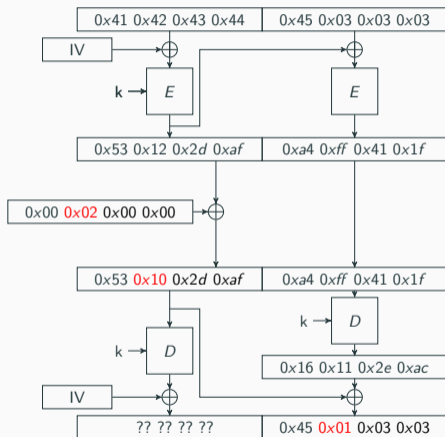 0x41 0x42 0x43 0x44 0x45 0x03 0x03 0x03
IV
k E E
0x53 0x12 0x2d 0xaf 0xa4 0xff 0x41 0x1f
0x00 0x02 0x00 0x00
0x53 0x10 0x2d 0xaf 0xa4 0xff 0x41 0x1f
k D
k D
0x16 0x11 0x2e 0xac
IV
?? ?? ?? ?? 0x45 0x01 0x03 0x03